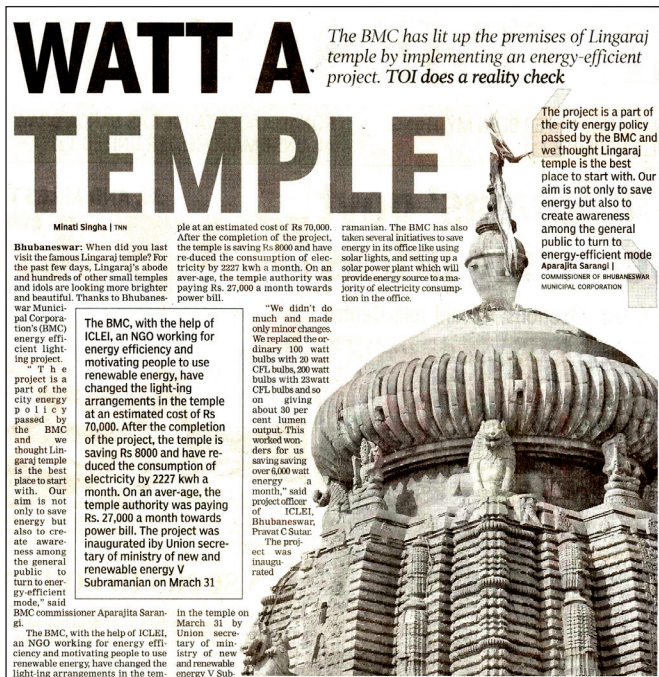 WATT A
TEMPLE
The BMC has lit up the premises of Lingaraj
temple by implementing an energy-efficient
project. TOI does a reality check
The project is a part of
the city energy policy
passed by the BMC and
we thought Lingaraj
temple is the best
place to start with. Our
aim is not only to save
energy but also to
create awareness
among the general
public to turn to
energy-efficient mode
Aparajita Sarangi |
COMMISSIONER OF BHUBANESWAR
MUNICIPAL CORPORATION
Minati Singha | TNN
Bhubaneswar: When did you last
visit the famous Lingaraj temple? For
the past few days, Lingaraj's abode
and hundreds of other small temples
and idols are looking more brighter
and beautiful. Thanks to Bhubanes-
war Munici-
pal Corpora-
tion's (BMC)
energy effi-
cient light-
ing project.
"The
project is a
part of the
city energy
policy
passed by
the BMC
and we
thought Lin-
garaj temple
is the best
place to start
with. Our
aim is not
only to save
energy but
also to cre-
ate aware-
ness among
the general
public to
turn to ener-
gy-efficient
mode," said
BMC commissioner Aparajita Saran-
gi.
The BMC, with the help of ICLEI,
an NGO working for energy effi-
ciency and motivating people to use
renewable energy, have changed the
light-ing arrangements in the tem-
ple at an estimated cost of Rs 70,000.
After the completion of the project,
the temple is saving Rs 8000 and have
re-duced the consumption of elec-
tricity by 2227 kwh a month. On an
aver-age, the temple authority was
paying Rs. 27,000 a month towards
power bill.
"We didn't do
much and made
only minor changes.
We replaced the or-
dinary 100 watt
bulbs with 20 watt
CFL bulbs, 200 watt
bulbs with 23watt
CFL bulbs and so
on giving
about 30 per
cent lumen
output. This
worked won-
ders for us
saving saving
over 6,000 watt
energy a
month," said
project officer
of ICLEI,
Bhubaneswar,
Pravat C Sutar.
The proj-
ect was
inaugu-
rated
in the temple on
March 31 by
Union secre-
tary of min-
istry of new
and renewable
energy V Sub-
ramanian. The BMC has also
taken several initiatives to save
energy in its office like using
solar lights, and setting up a
solar power plant which will
provide energy source to a ma-
jority of electricity consump-
tion in the office.
The BMC, with the help of
ICLEI, an NGO working for
energy efficiency and
motivating people to use
renewable energy, have
changed the light-ing
arrangements in the temple
at an estimated cost of Rs
70,000. After the completion
of the project, the temple is
saving Rs 8000 and have re-
duced the consumption of
electricity by 2227 kwh a
month. On an aver-age, the
temple authority was paying
Rs. 27,000 a month towards
power bill. The project was
inaugurated iby Union secre-
tary of ministry of new and
renewable energy V
Subramanian on Mrach 31